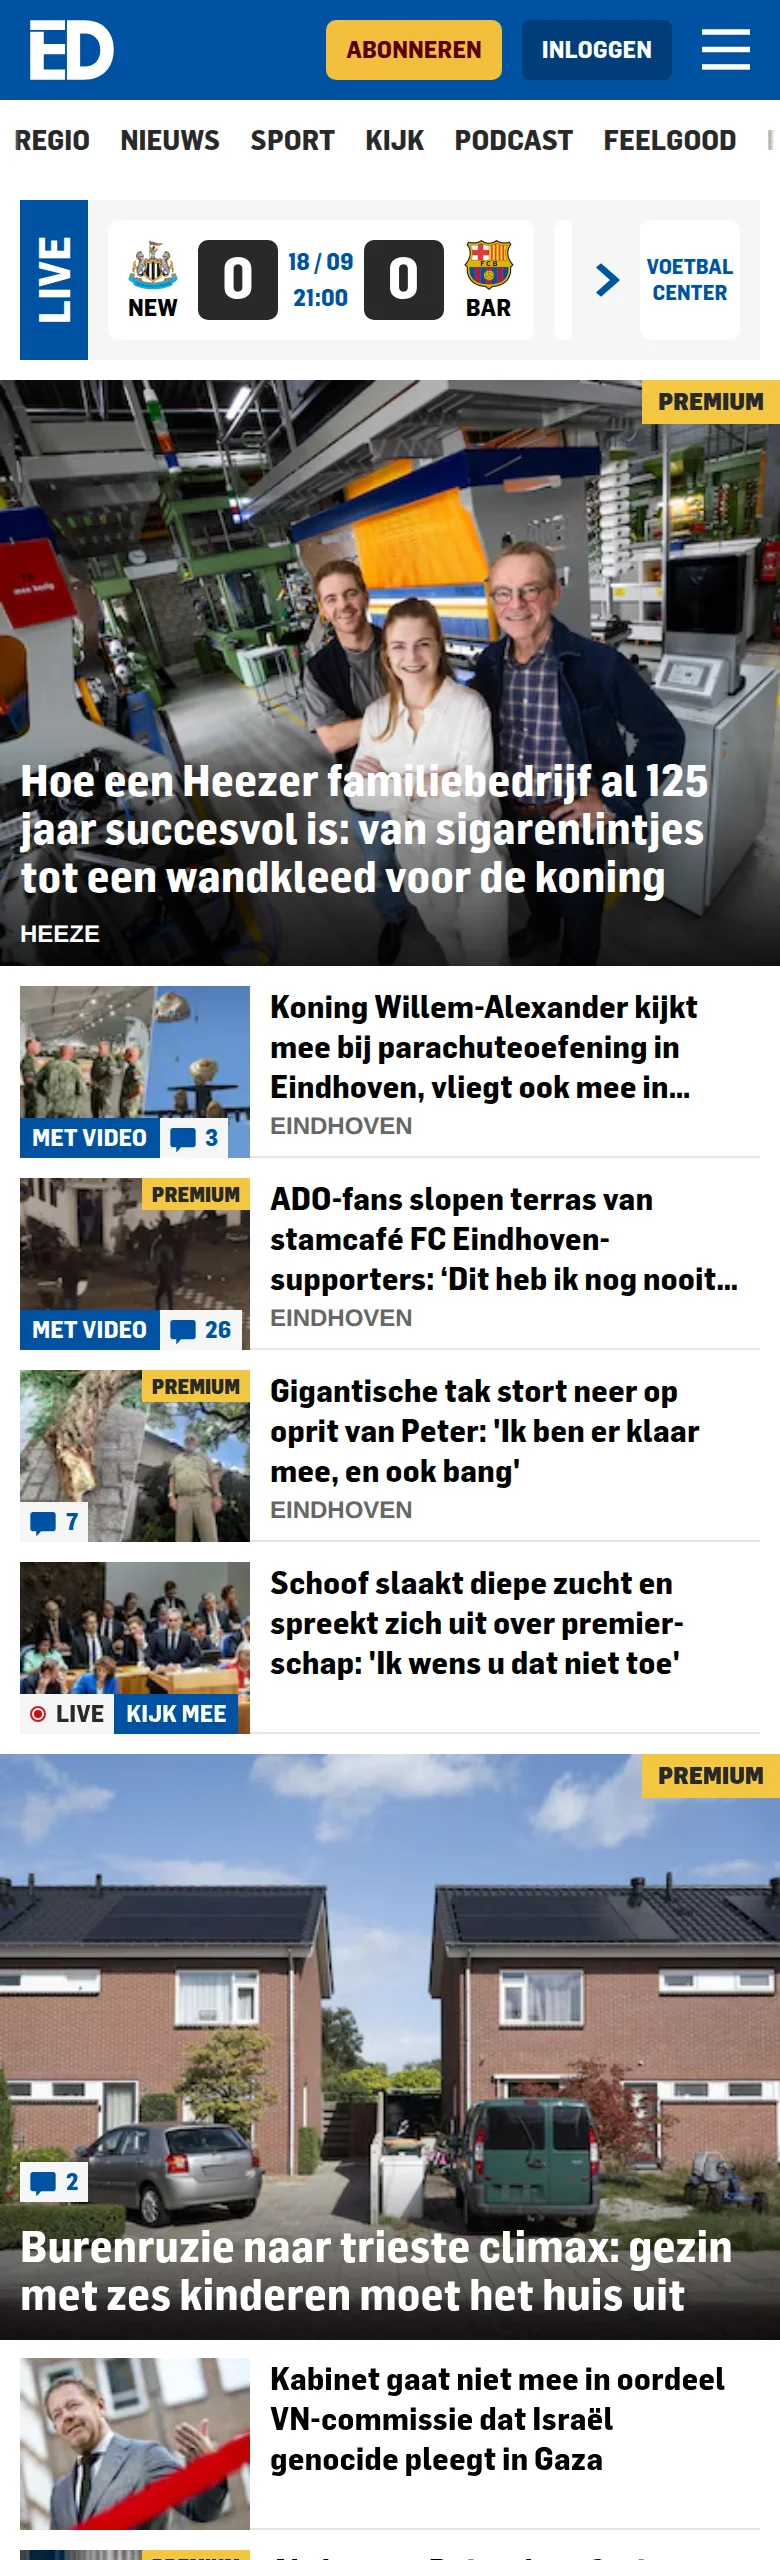 ED
ABONNEREN
INLOGGEN
REGIO NIEUWS SPORT KIJK PODCAST FEELGOOD
LIVE
NEW
0
18 / 09
21:00
0
BAR
VOETBAL
CENTER
PREMIUM
Hoe een Heezer familiebedrijf al 125
jaar succesvol is: van sigarenlintjes
tot een wandkleed voor de koning
HEEZE
Koning Willem-Alexander kijkt
mee bij parachuteoefening in
Eindhoven, vliegt ook mee in...
EINDHOVEN
MET VIDEO
3
PREMIUM
ADO-fans slopen terras van
stamcafé FC Eindhoven-
supporters: ‘Dit heb ik nog nooit...
EINDHOVEN
MET VIDEO
26
PREMIUM
Gigantische tak stort neer op
oprit van Peter: 'Ik ben er klaar
mee, en ook bang'
EINDHOVEN
7
Schoof slaakt diepe zucht en
spreekt zich uit over premier-
schap: 'Ik wens u dat niet toe'
LIVE
KIJK MEE
PREMIUM
2
Burenruzie naar trieste climax: gezin
met zes kinderen moet het huis uit
Kabinet gaat niet mee in oordeel
VN-commissie dat Israël
genocide pleegt in Gaza